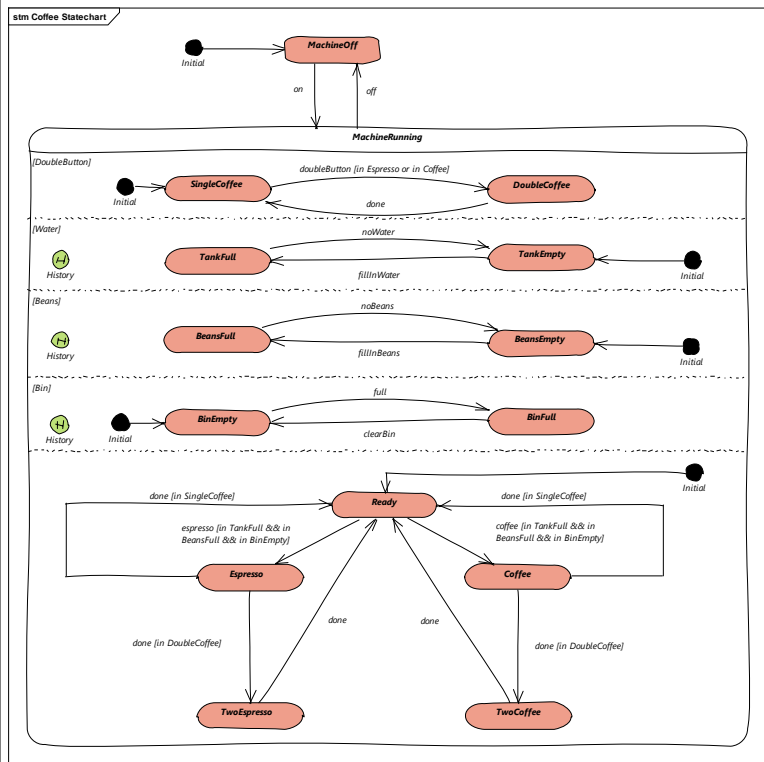 stm Coffee Statechart
MachineOff
Initial
on
off
MachineRunning
[DoubleButton]
doubleButton [in Espresso or in Coffee]
SingleCoffee
DoubleCoffee
Initial
done
[Water]
noWater
TankFull
TankEmpty
History
fillInWater
Initial
[Beans]
noBeans
BeansFull
BeansEmpty
History
fillInBeans
Initial
[Bin]
full
BinEmpty
BinFull
History
Initial
clearBin
Initial
done [in SingleCoffee]
Ready
done [in SingleCoffee]
espresso [in TankFull && in
BeansFull && in BinEmpty]
coffee [in TankFull && in
BeansFull && in BinEmpty]
Espresso
Coffee
done
done
done [in DoubleCoffee]
done [in DoubleCoffee]
TwoEspresso
TwoCoffee